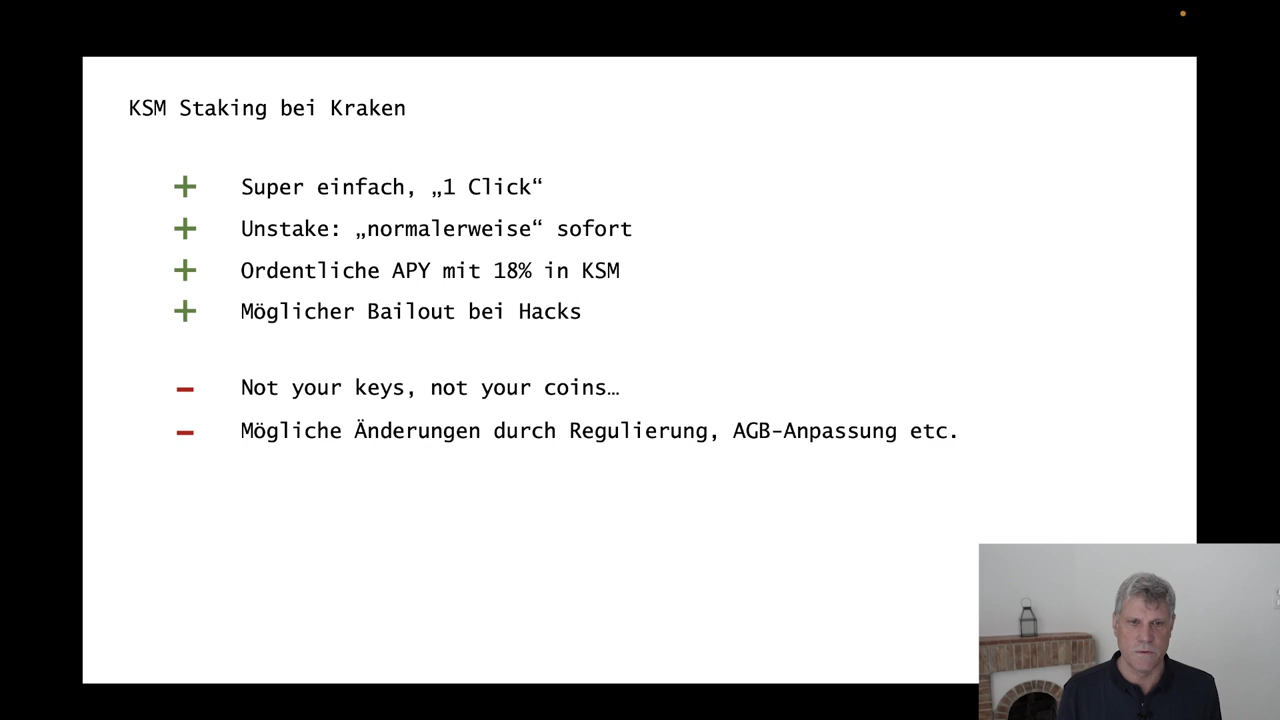 KSM Staking bei Kraken
+ Super einfach, „1 Click“
+ Unstake: „normalerweise“ sofort
+ Ordentliche APY mit 18% in KSM
+ Möglicher Bailout bei Hacks
– Not your keys, not your coins…
– Mögliche Änderungen durch Regulierung, AGB-Anpassung etc.